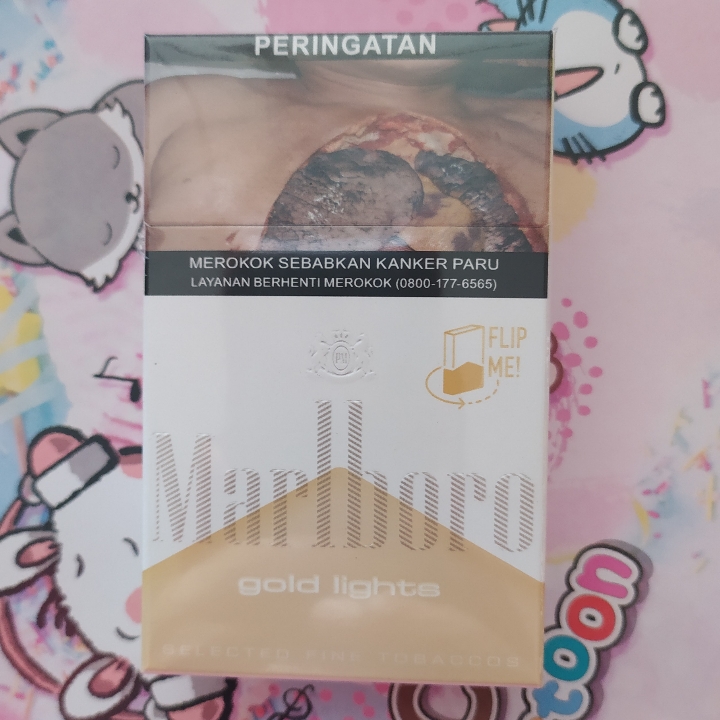 PERINGATAN
MEROKOK SEBABKAN KANKER PARU
LAYANAN BERHENTI MEROKOK (0800-177-6565)
FLIP
ME!
Marlboro
gold lights
SELECTED FINE TOBACCOS
toon